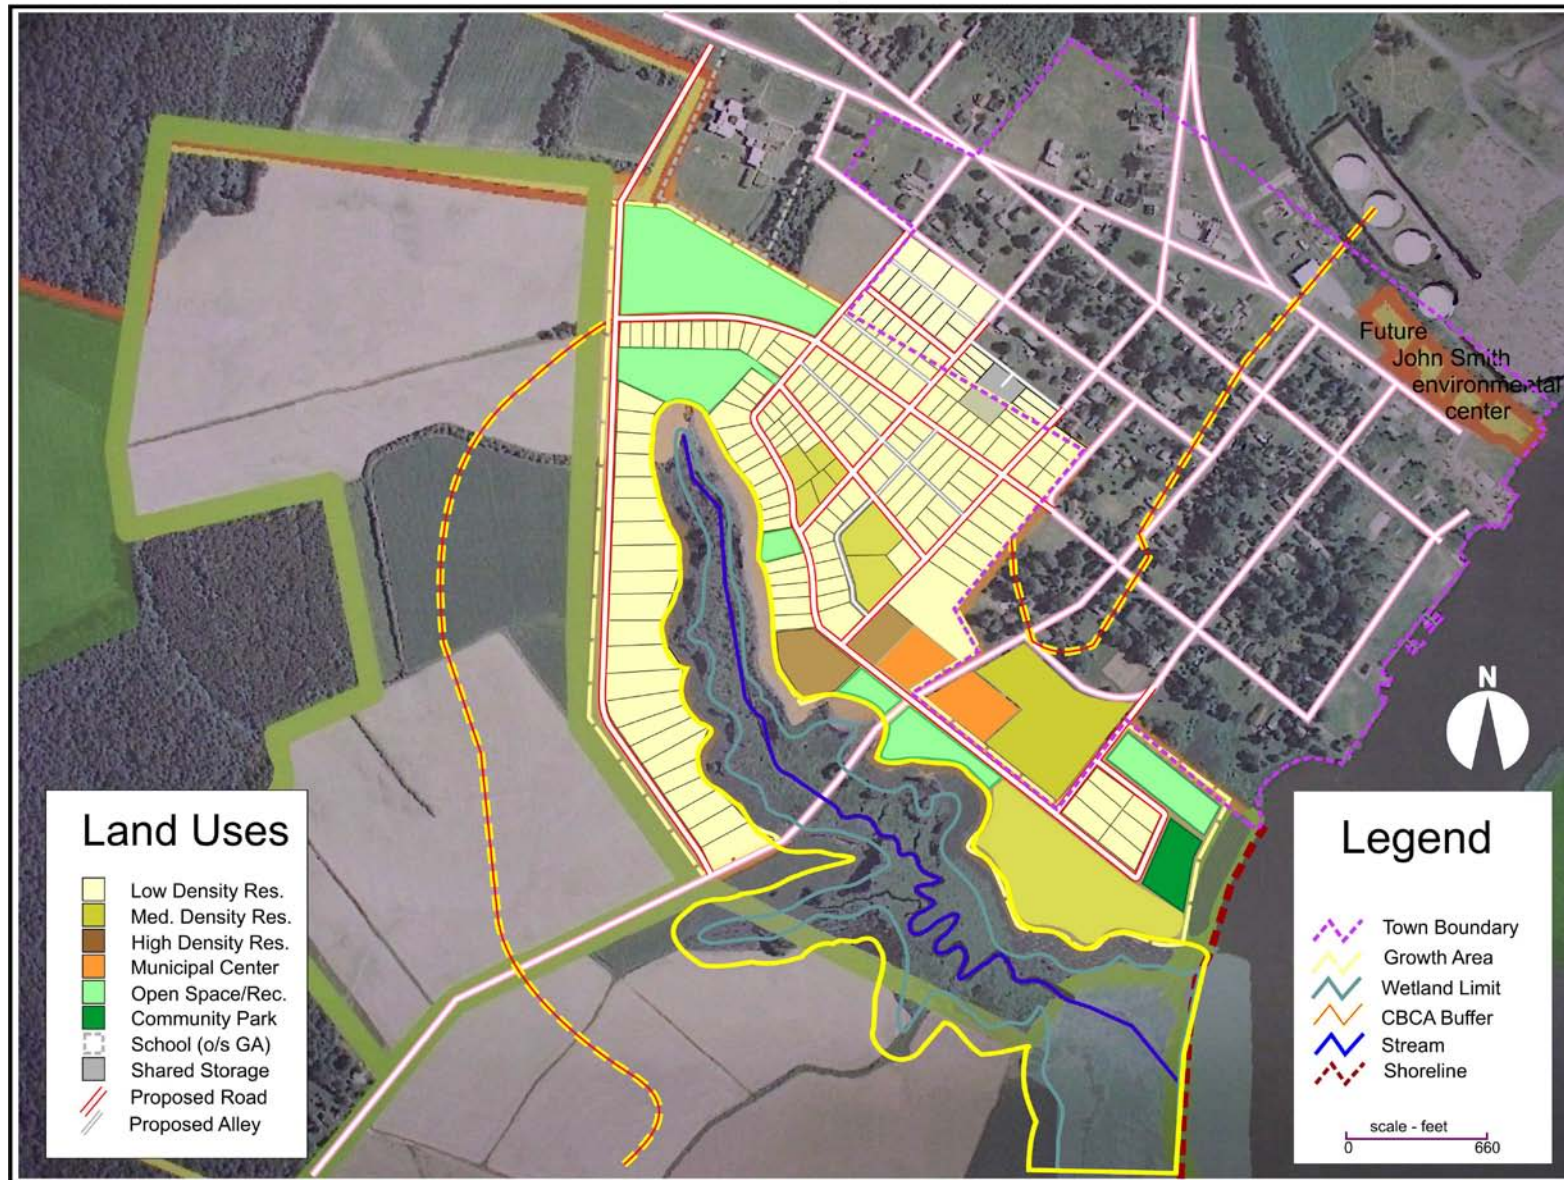 Future
John Smith
environmental
center
N
Land Uses
Low Density Res.
Med. Density Res.
High Density Res.
Municipal Center
Open Space/Rec.
Community Park
School (o/s GA)
Shared Storage
Proposed Road
Proposed Alley
Legend
Town Boundary
Growth Area
Wetland Limit
CBCA Buffer
Stream
Shoreline
scale - feet
0 660